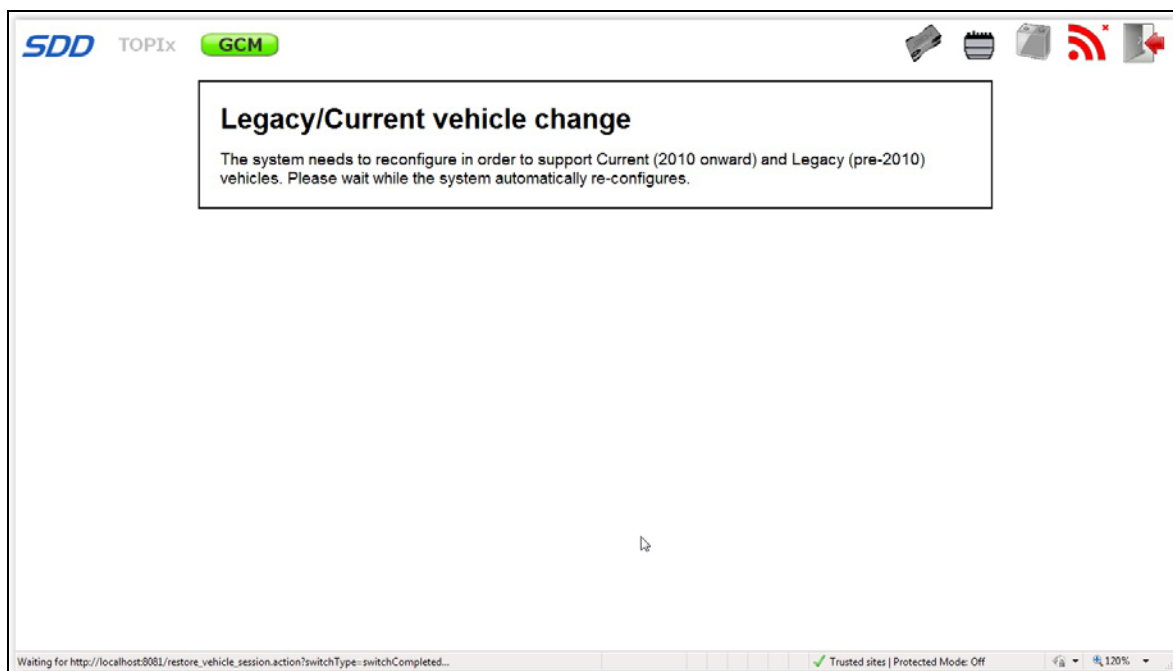 SDD TOPIx GCM
Legacy/Current vehicle change
The system needs to reconfigure in order to support Current (2010 onward) and Legacy (pre-2010)
vehicles. Please wait while the system automatically re-configures.
Waiting for http://localhost:8081/restore_vehicle_session.action?switchType=switchCompleted... Trusted sites | Protected Mode: Off 120%